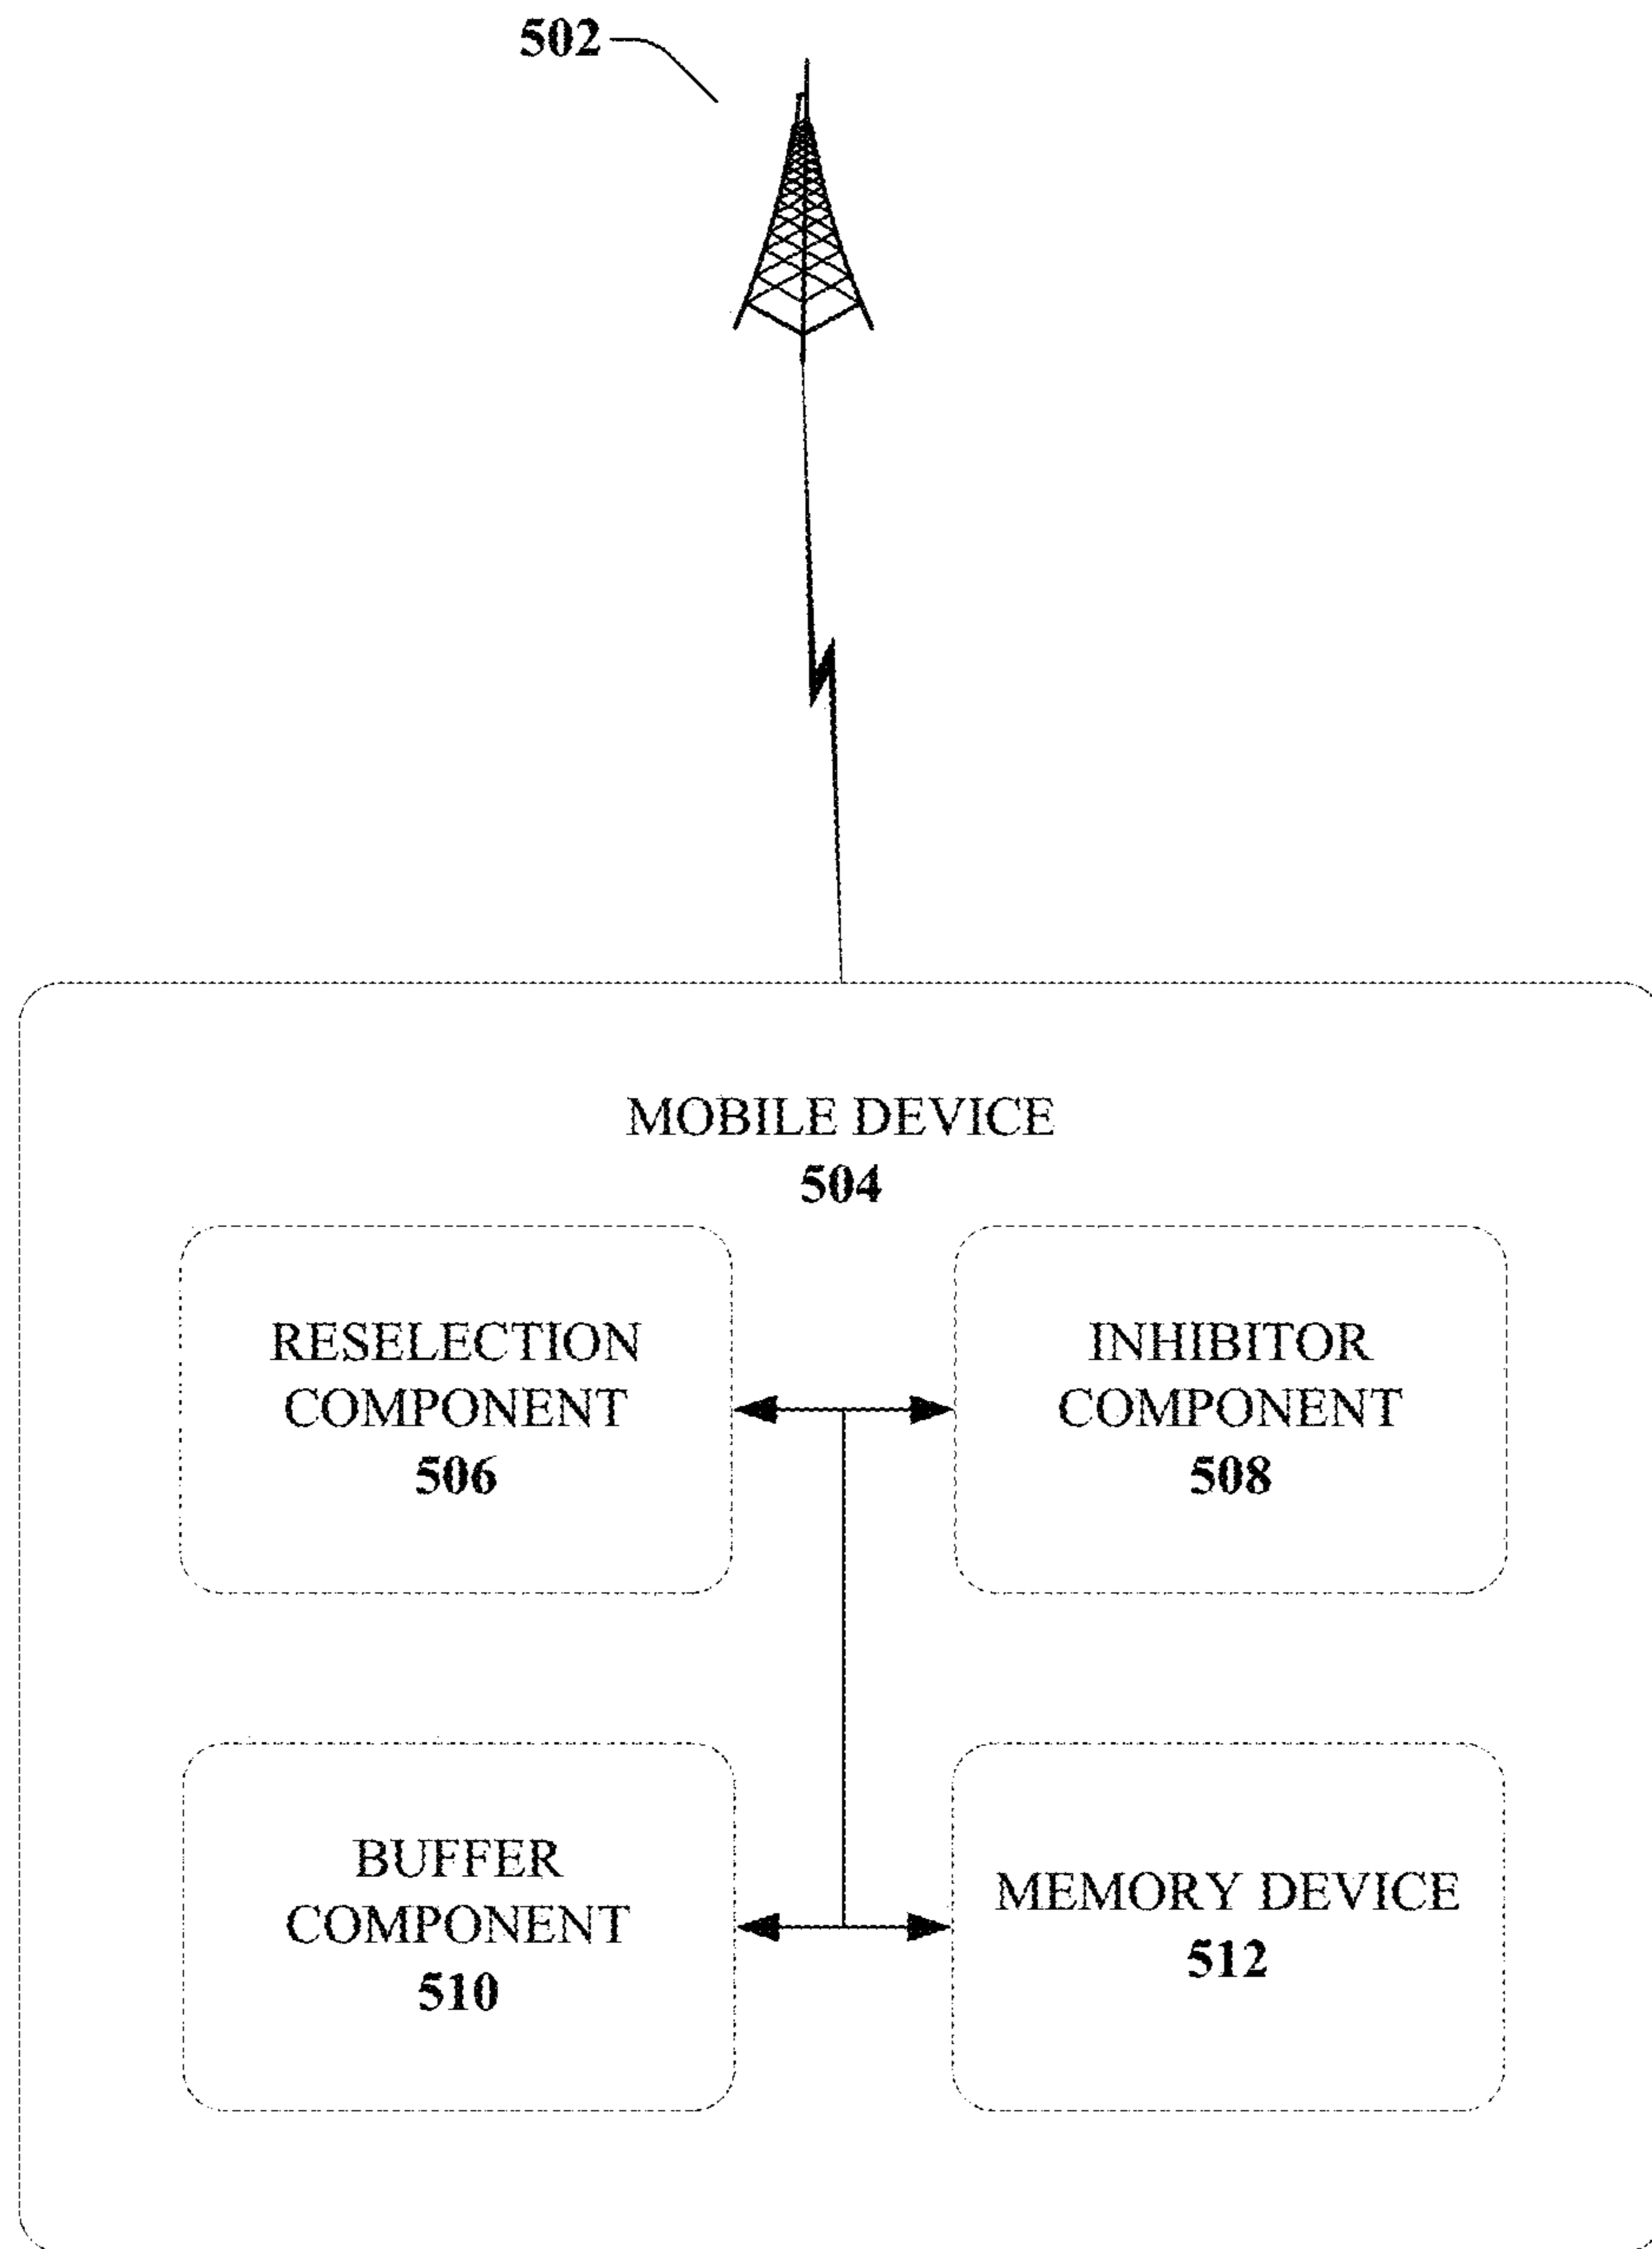 502
MOBILE DEVICE
504
RESELECTION
COMPONENT
506
INHIBITOR
COMPONENT
508
BUFFER
COMPONENT
510
MEMORY DEVICE
512